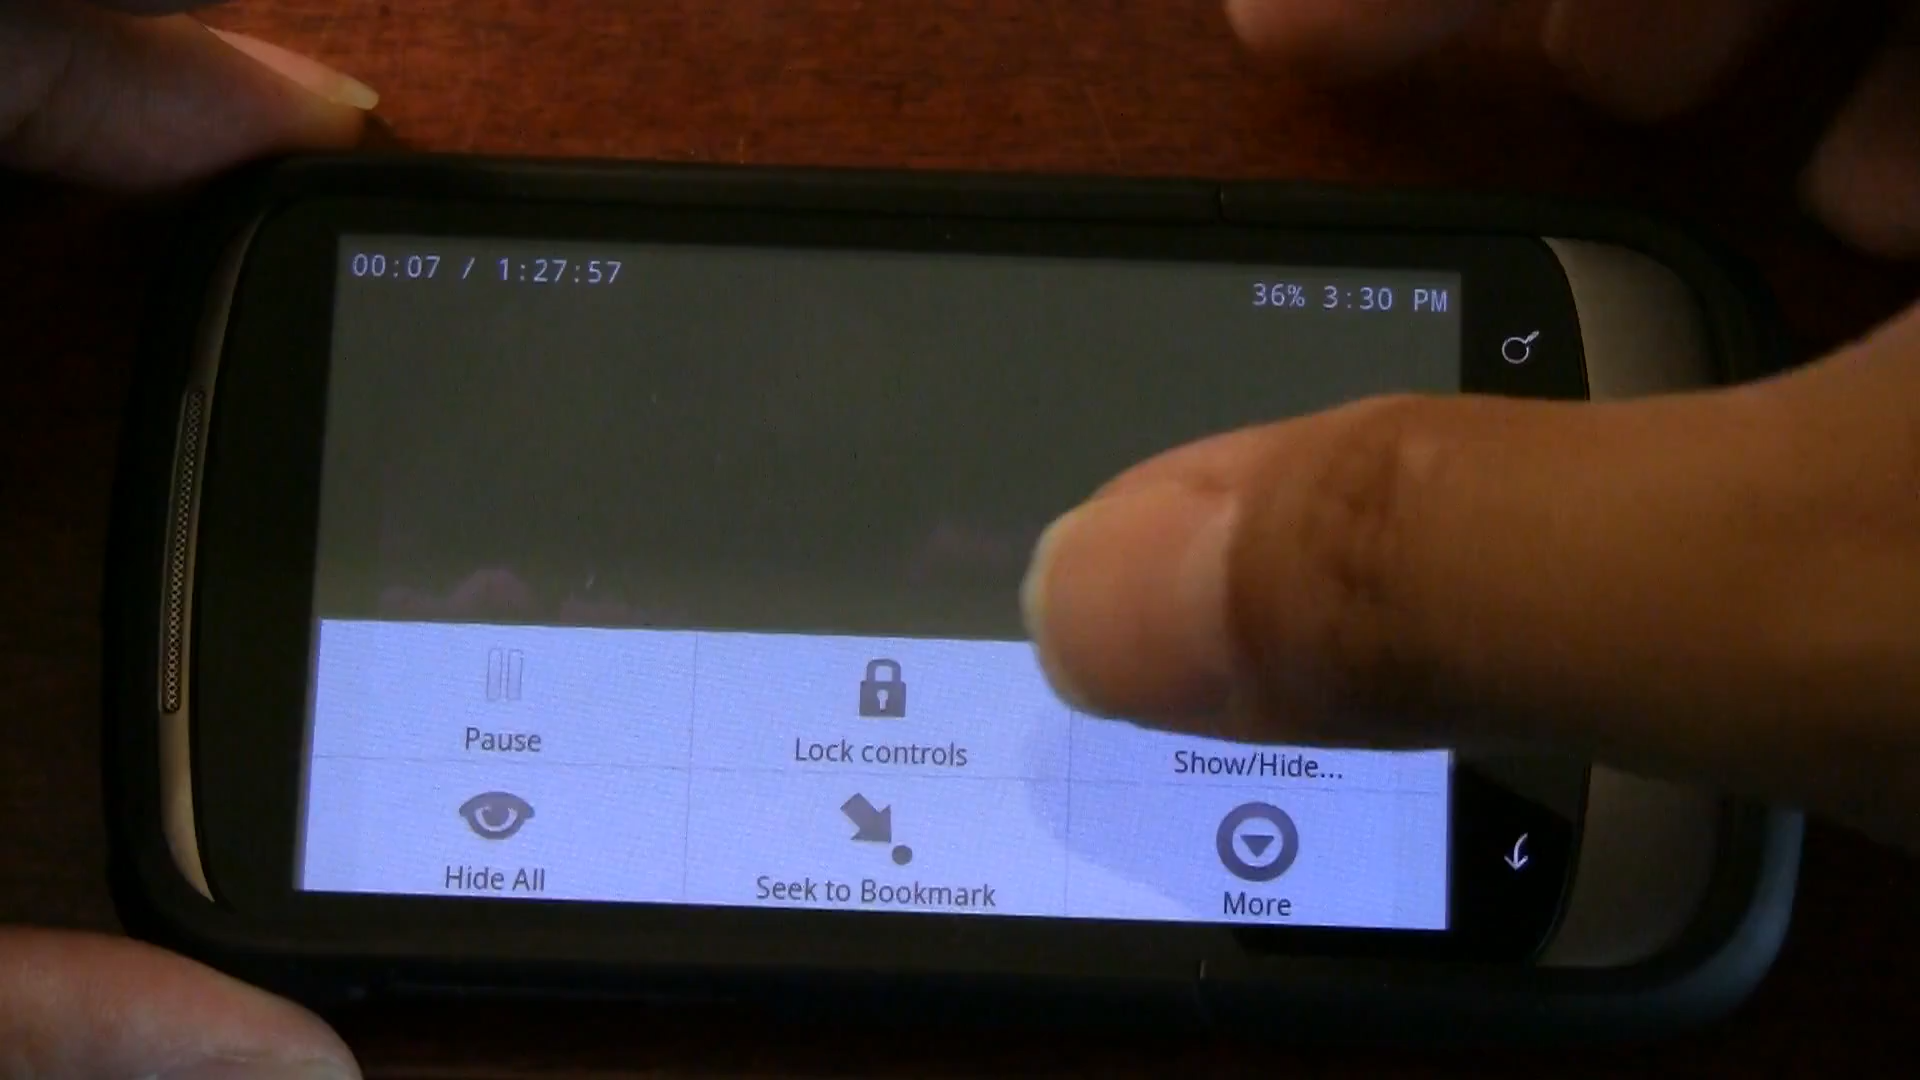 00:07 / 1:27:57
36% 3:30 PM
Pause
Lock controls
Show/Hide...
Hide All
Seek to Bookmark
More